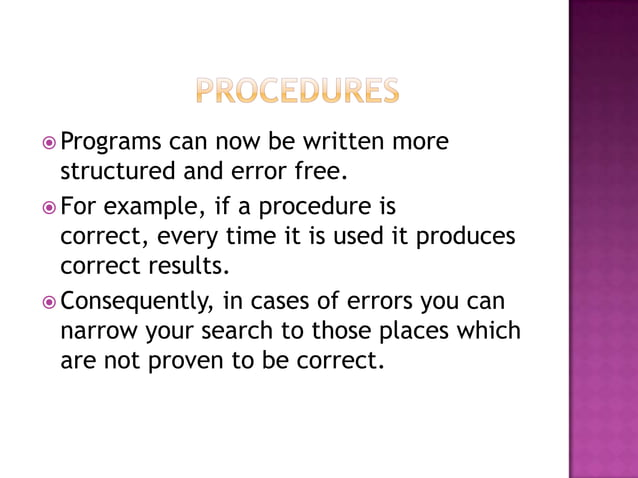 PROCEDURES
Programs can now be written more
structured and error free.
For example, if a procedure is
correct, every time it is used it produces
correct results.
Consequently, in cases of errors you can
narrow your search to those places which
are not proven to be correct.